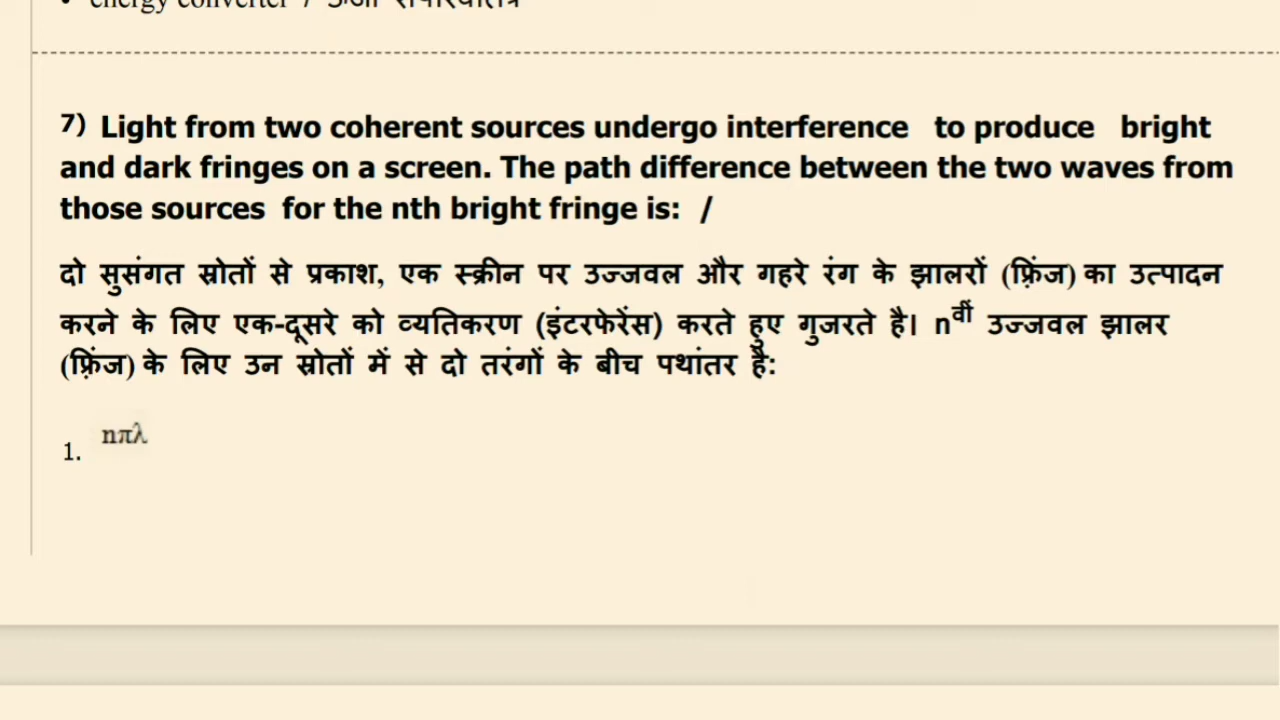 energy converter /
7) Light from two coherent sources undergo interference to produce bright
and dark fringes on a screen. The path difference between the two waves from
those sources for the nth bright fringe is: /
दो सुसंगत स्रोतों से प्रकाश, एक स्क्रीन पर उज्जवल और गहरे रंग के झालरों (फ़्रिंज) का उत्पादन
करने के लिए एक-दूसरे को व्यतिकरण (इंटरफेरेंस) करते हुए गुजरते है। nवीं उज्जवल झालर
(फ़्रिंज) के लिए उन स्रोतों में से दो तरंगों के बीच पथांतर है:
1. nπλ